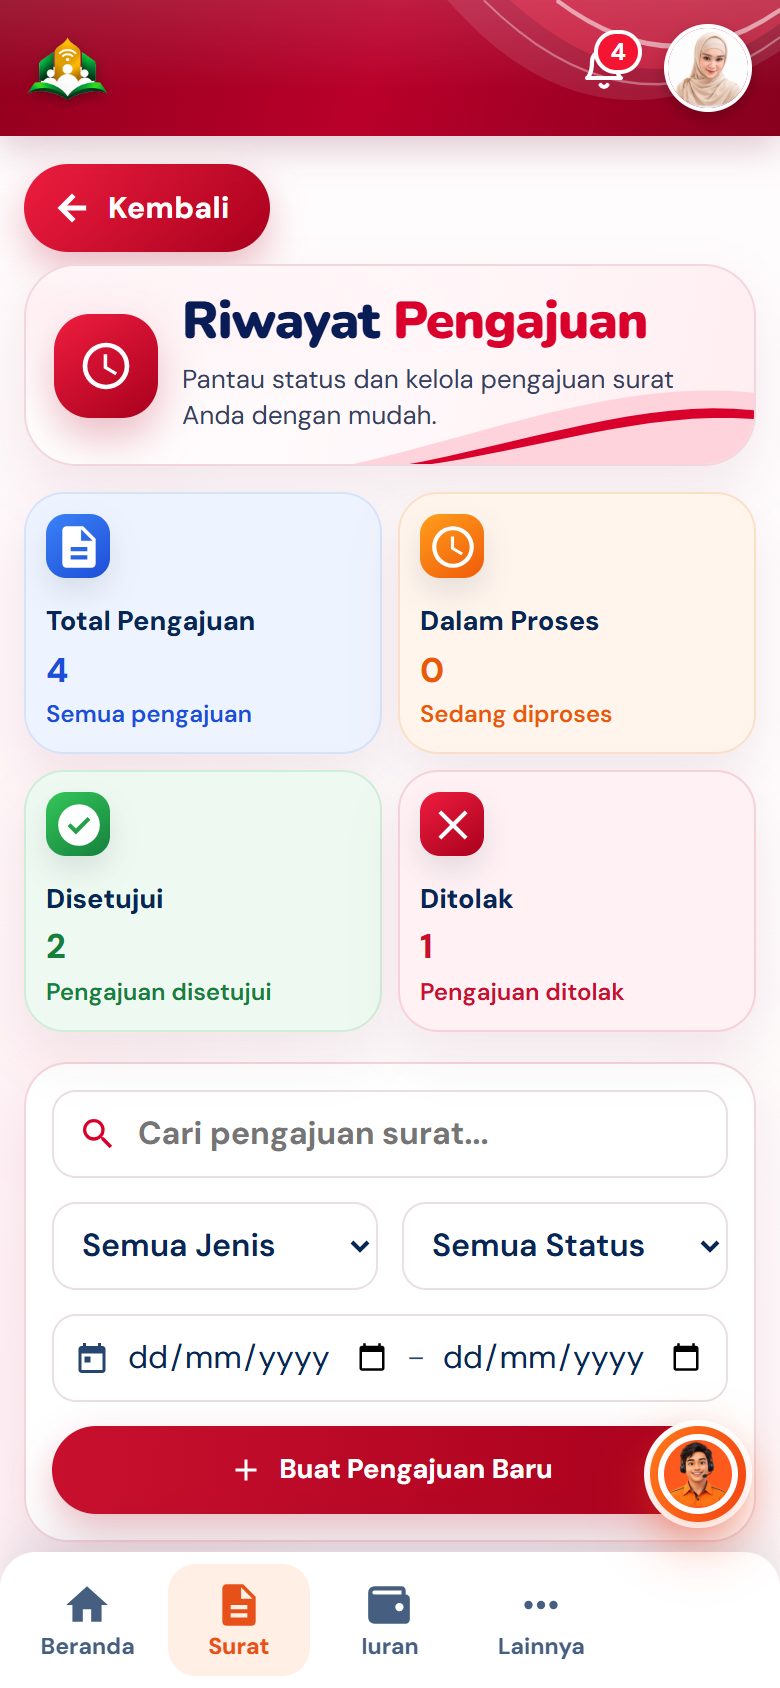 4
Kembali
Riwayat Pengajuan
Pantau status dan kelola pengajuan surat
Anda dengan mudah.
Total Pengajuan
4
Semua pengajuan
Dalam Proses
0
Sedang diproses
Disetujui
2
Pengajuan disetujui
Ditolak
1
Pengajuan ditolak
Cari pengajuan surat...
Semua Jenis
Semua Status
dd/mm/yyyy – dd/mm/yyyy
Buat Pengajuan Baru
Beranda
Surat
Iuran
Lainnya